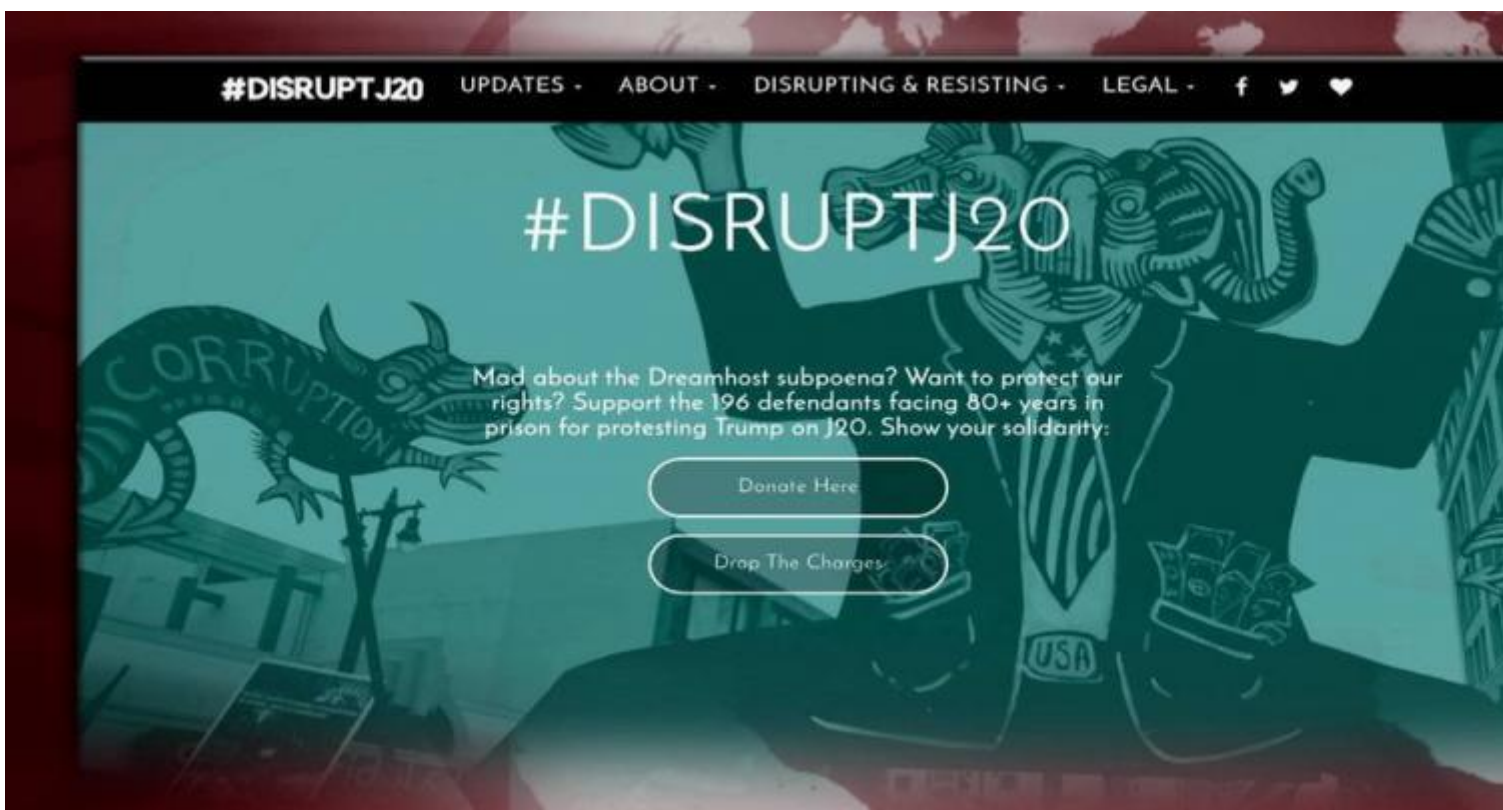 #DISRUPTJ20 UPDATES ABOUT DISRUPTING & RESISTING LEGAL
#DISRUPTJ20
CORRUPTION
Mad about the Dreamhost subpoena? Want to protect our
rights? Support the 196 defendants facing 80+ years in
prison for protesting Trump on J20. Show your solidarity:
Donate Here
Drop The Charges
USA